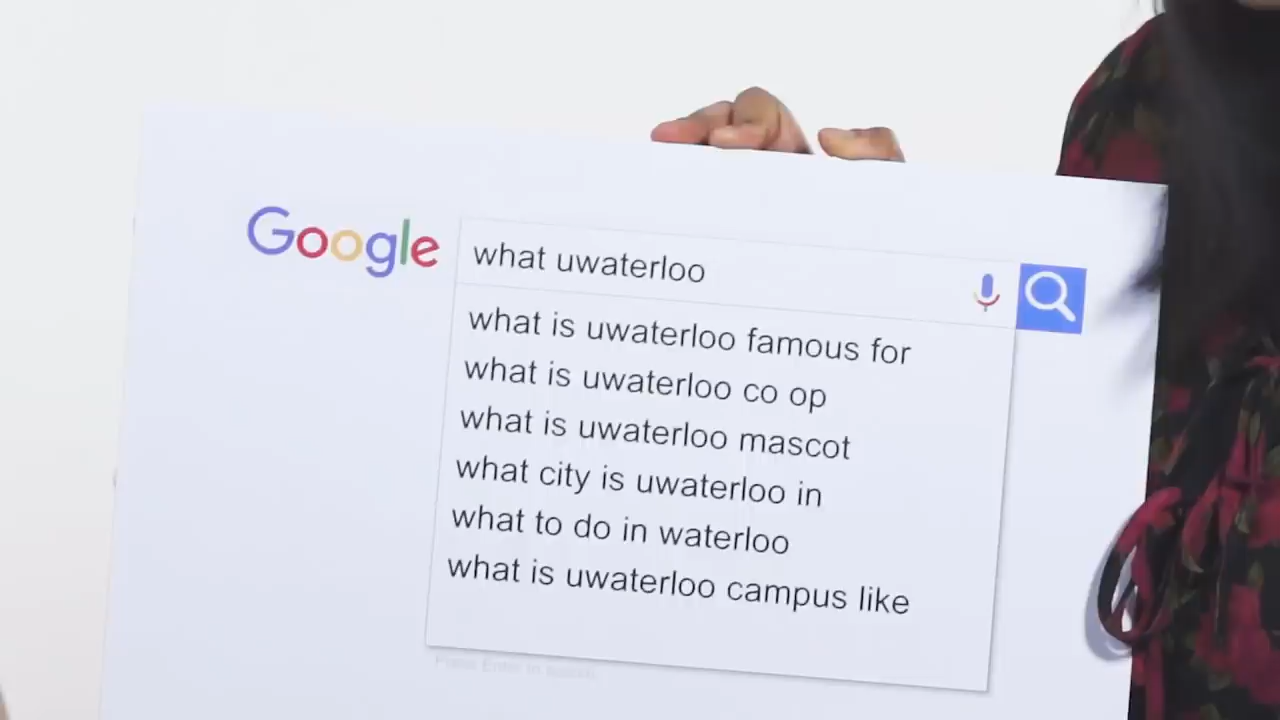 Google
what uwaterloo
what is uwaterloo famous for
what is uwaterloo co op
what is uwaterloo mascot
what city is uwaterloo in
what to do in waterloo
what is uwaterloo campus like